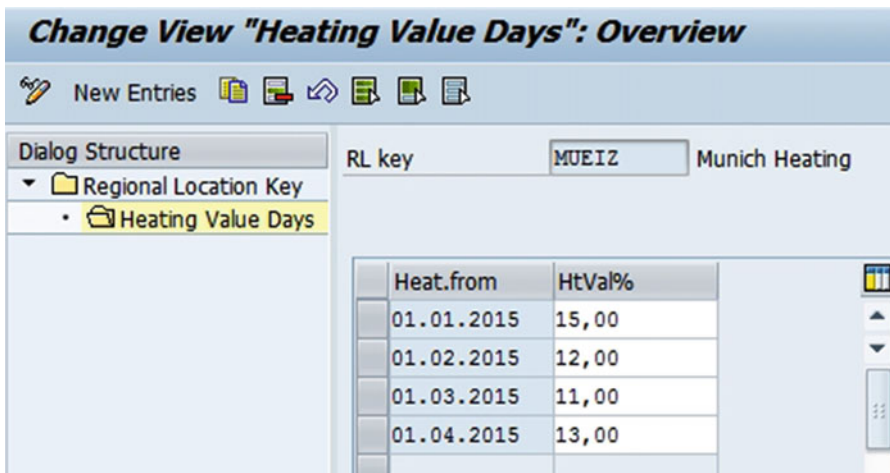 Change View "Heating Value Days": Overview
New Entries
Dialog Structure
Regional Location Key
Heating Value Days
RL key MUEIZ Munich Heating
Heat.from HtVal%
01.01.2015 15,00
01.02.2015 12,00
01.03.2015 11,00
01.04.2015 13,00